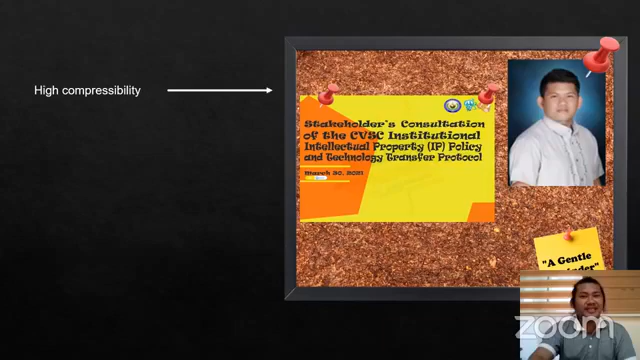 High compressibility
Stakeholder`s Consultation
of the CVSC Institutional
Intellectual Property (IP) Policy
and Technology Transfer Protocol
March 30, 2021
"A Gentle
zoom